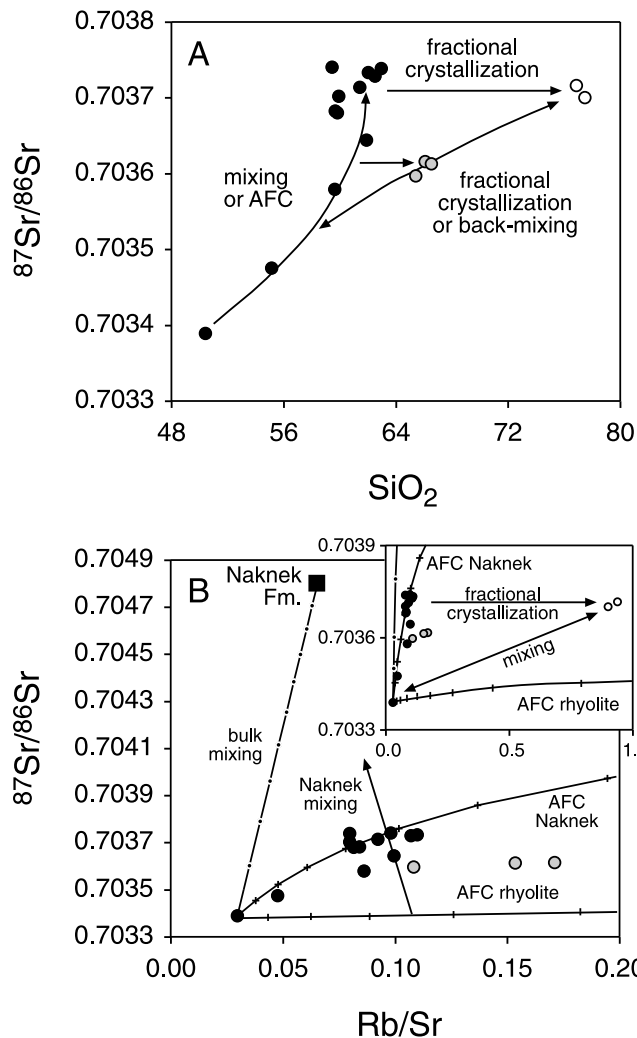 A
0.7038
0.7037
0.7036
0.7035
0.7034
0.7033
87Sr/86Sr
fractional
crystallization
mixing
or AFC
fractional
crystallization
or back-mixing
48
56
64
72
80
SiO2
B
0.7049
0.7047
0.7045
0.7043
0.7041
0.7039
0.7037
0.7035
0.7033
87Sr/86Sr
Naknek
Fm.
bulk
mixing
Naknek
mixing
AFC
Naknek
AFC rhyolite
0.7039
0.7036
0.7033
AFC Naknek
fractional
crystallization
mixing
AFC rhyolite
0.0
0.5
1.
0.00
0.05
0.10
0.15
0.20
Rb/Sr